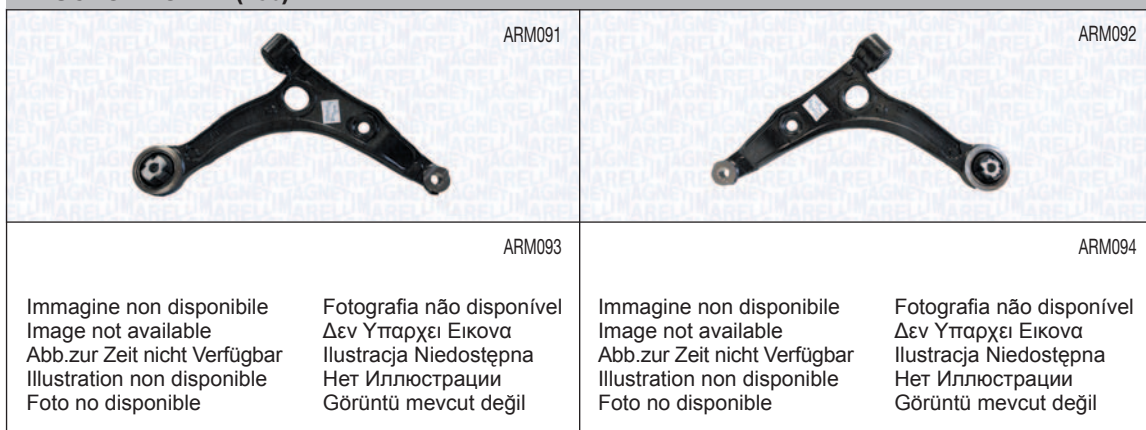 ARM091
ARM092
ARM093
Immagine non disponibile
Image not available
Abb.zur Zeit nicht Verfügbar
Illustration non disponible
Foto no disponible
Fotografia não disponível
Δεν Υπαρχει Εικονα
Ilustracja Niedostępna
Нет Иллюстрации
Görüntü mevcut değil
ARM094
Immagine non disponibile
Image not available
Abb.zur Zeit nicht Verfügbar
Illustration non disponible
Foto no disponible
Fotografia não disponível
Δεν Υπαρχει Εικονα
Ilustracja Niedostępna
Нет Иллюстрации
Görüntü mevcut değil